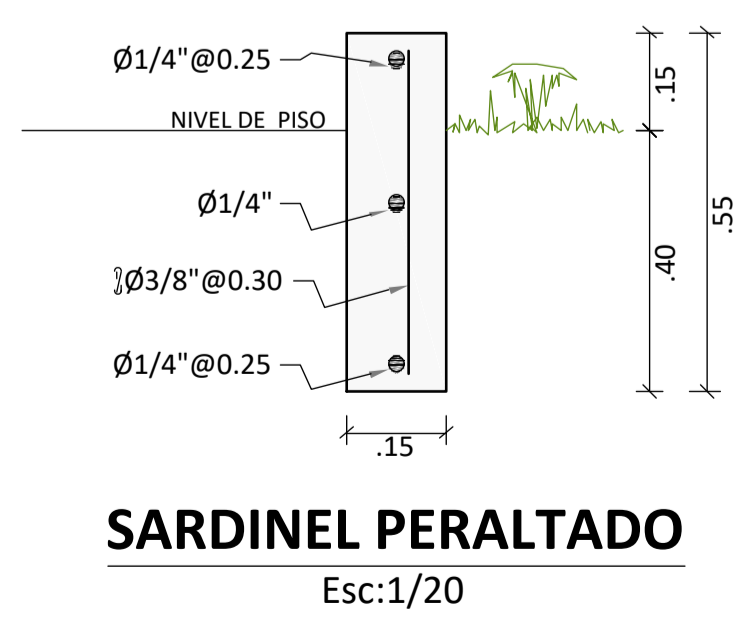 Ø1/4"@0.25
.15
NIVEL DE PISO
Ø1/4"
.55
.40
Ø3/8"@0.30
Ø1/4"@0.25
.15
SARDINEL PERALTADO
Esc:1/20